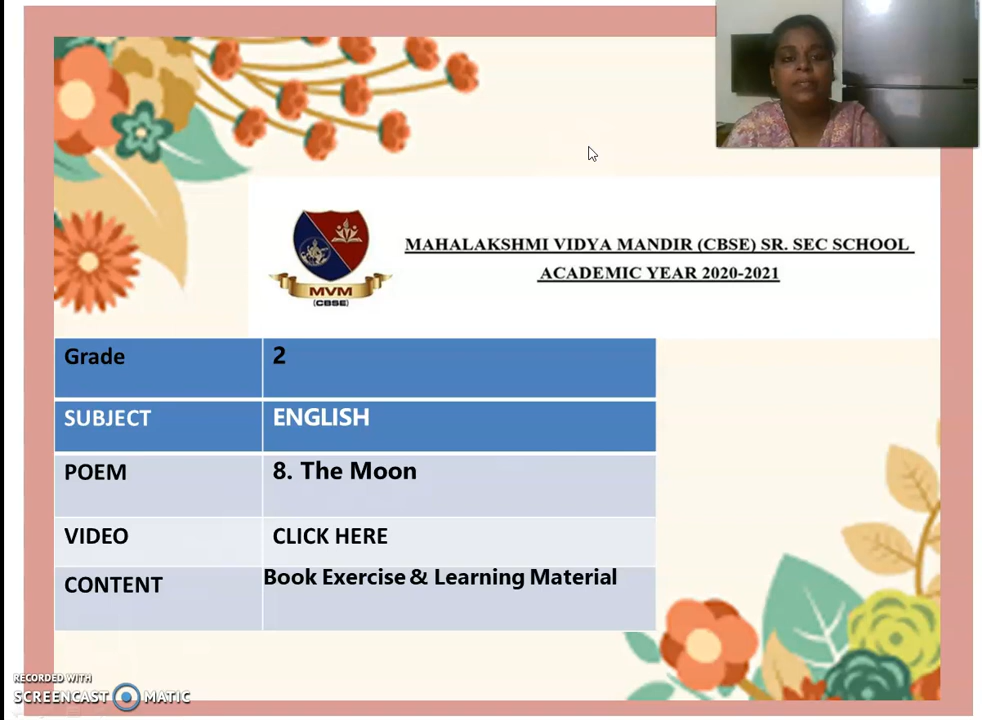 MAHALAKSHMI VIDYA MANDIR (CBSE) SR. SEC SCHOOL
ACADEMIC YEAR 2020-2021
MVM
(CBSE)
Grade 2
SUBJECT ENGLISH
POEM 8. The Moon
VIDEO CLICK HERE
CONTENT Book Exercise & Learning Material
RECORDED WITH
SCREENCAST MATIC